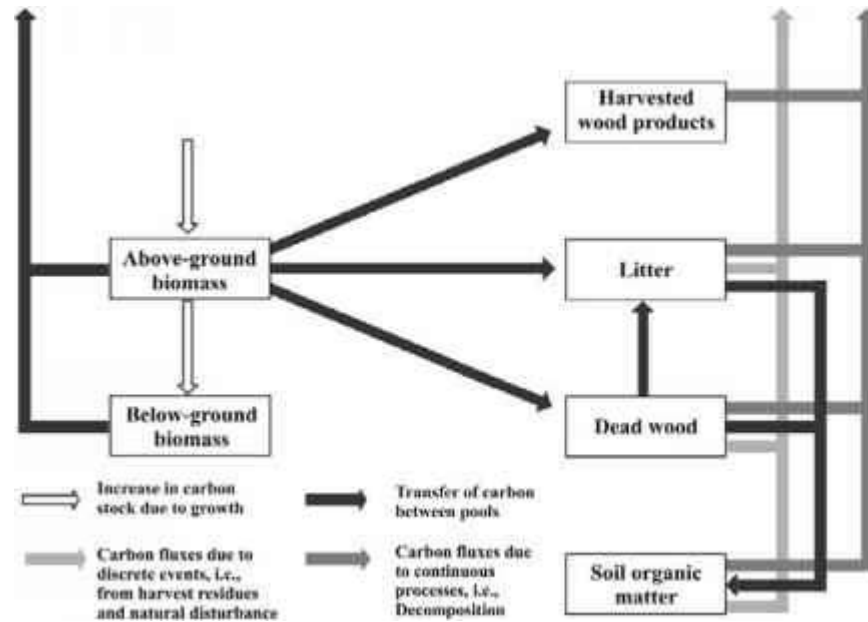 Harvested
wood products
Above-ground
biomass
Litter
Below-ground
biomass
Dead wood
Increase in carbon
stock due to growth
Transfer of carbon
between pools
Carbon fluxes due to
discrete events, i.e.,
from harvest residues
and natural disturbance
Carbon fluxes due
to continuous
processes, i.e.,
Decomposition
Soil organic
matter